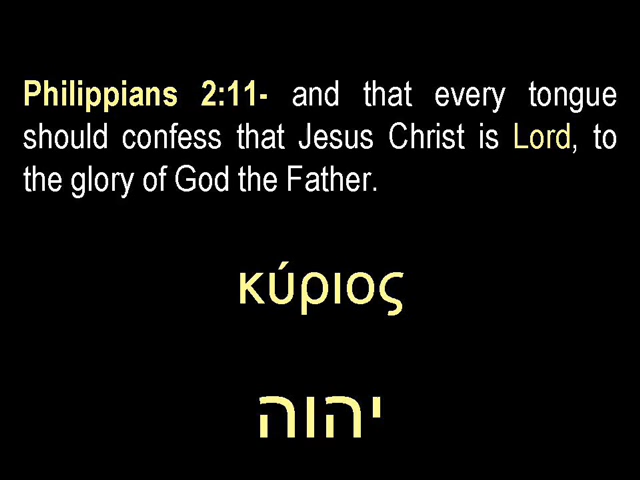 Philippians 2:11- and that every tongue
should confess that Jesus Christ is Lord, to
the glory of God the Father.
κύριος
יהוה